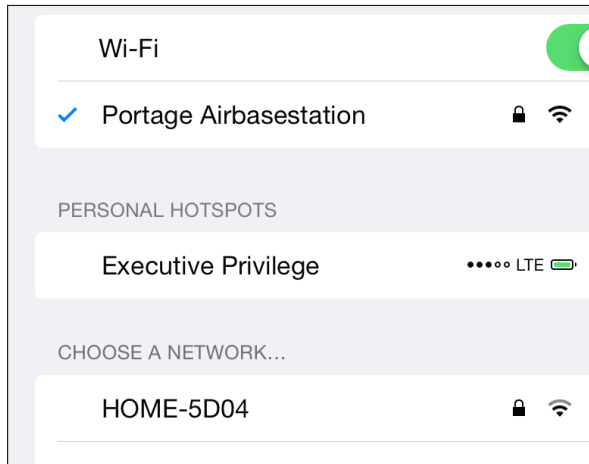 Wi-Fi
Portage Airbasestation
PERSONAL HOTSPOTS
Executive Privilege LTE
CHOOSE A NETWORK...
HOME-5D04